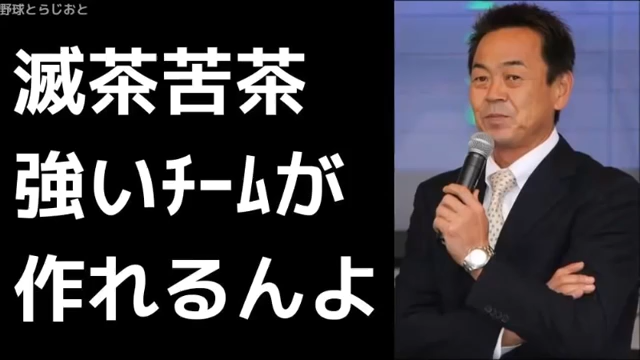 野球とらじおと
滅茶苦茶
強いﾁｰﾑが
作れるんよ